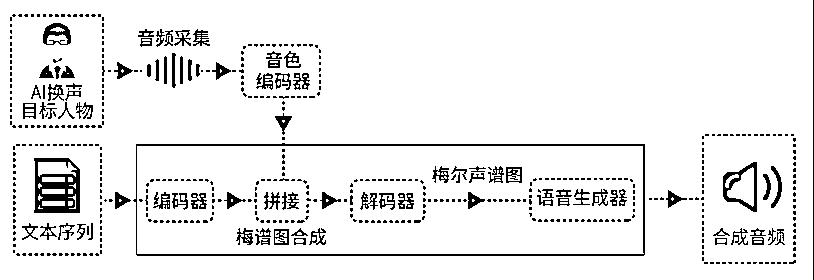 音频采集
音色
编码器
AI换声
目标人物
文本序列
编码器
拼接
梅谱图合成
解码器
梅尔声谱图
语音生成器
合成音频